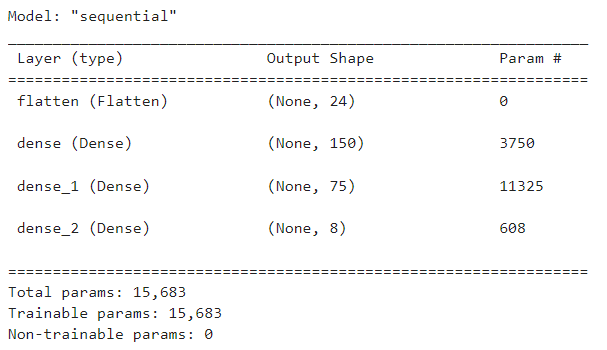 Model: "sequential"
_________________________________________________________________
Layer (type)                Output Shape              Param #
=================================================================
flatten (Flatten)           (None, 24)                0
dense (Dense)               (None, 150)               3750
dense_1 (Dense)             (None, 75)                11325
dense_2 (Dense)             (None, 8)                 608
=================================================================
Total params: 15,683
Trainable params: 15,683
Non-trainable params: 0